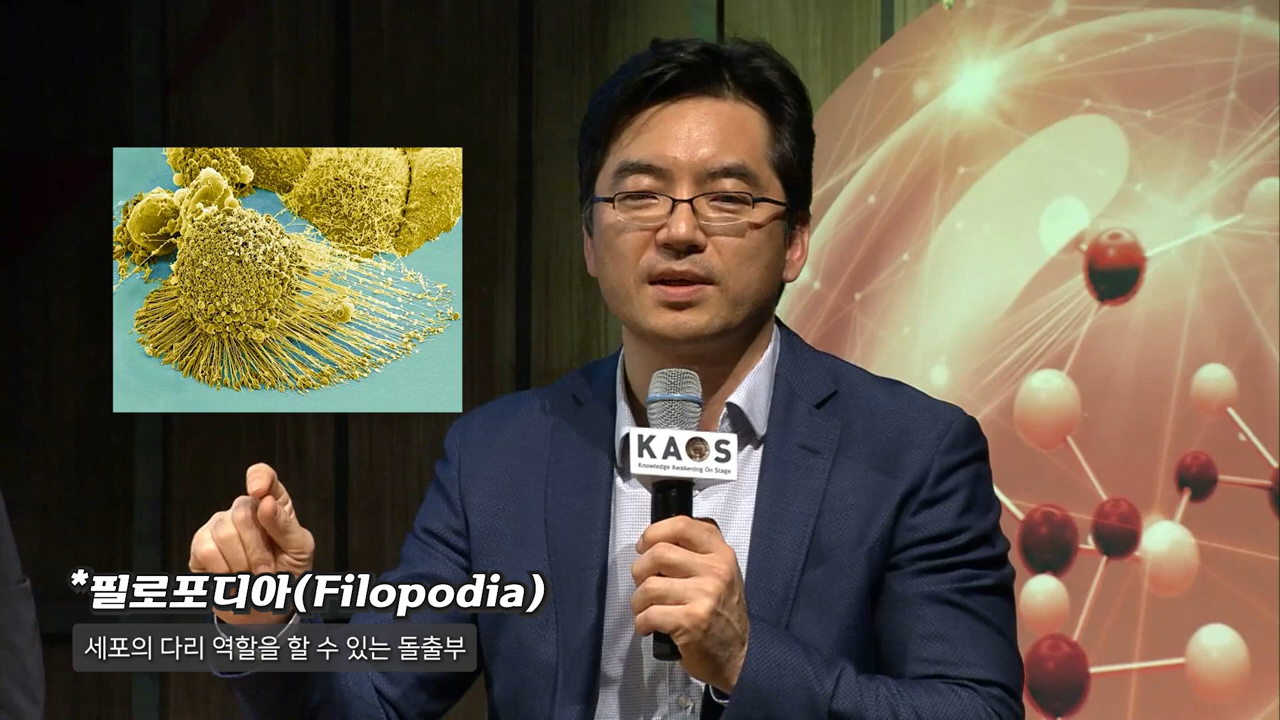 KAOS
Knowledge Awakening On Stage
*필로포디아(Filopodia)
세포의 다리 역할을 할 수 있는 돌출부